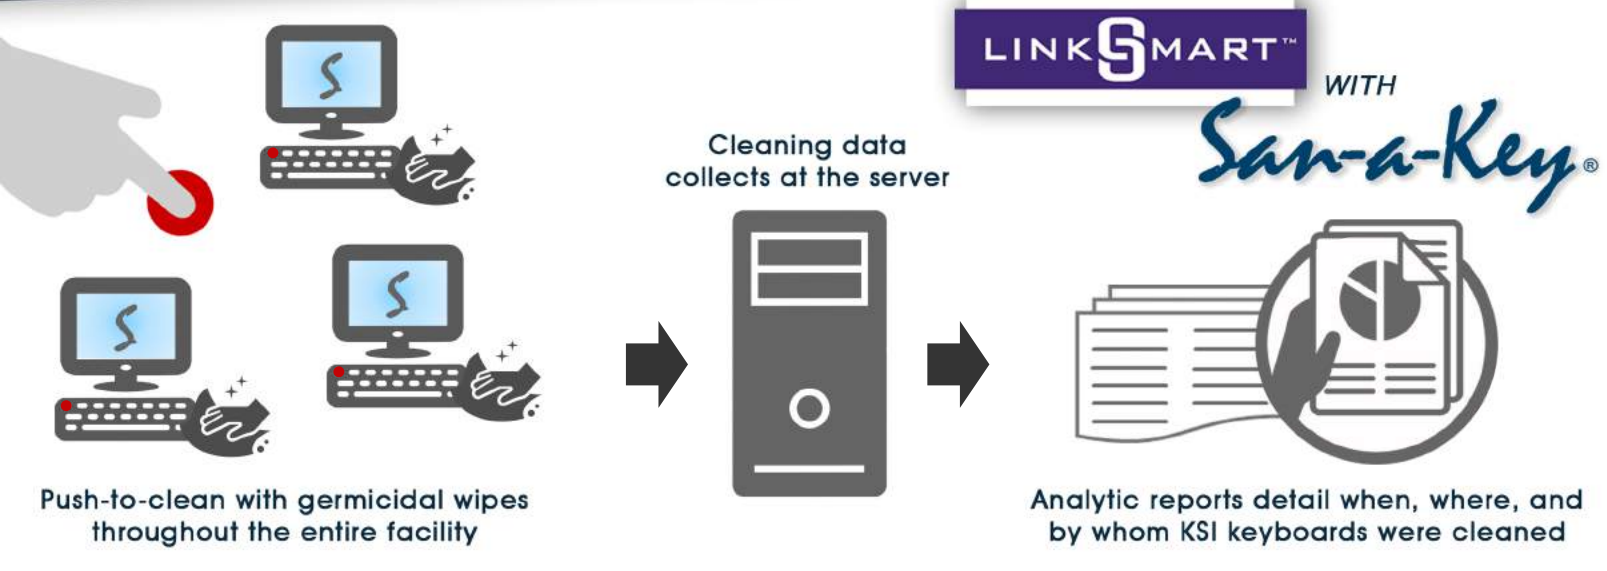 LINKSMART™
WITH
San-a-Key®
Cleaning data
collects at the server
S
S
S
Push-to-clean with germicidal wipes
throughout the entire facility
Analytic reports detail when, where, and
by whom KSI keyboards were cleaned